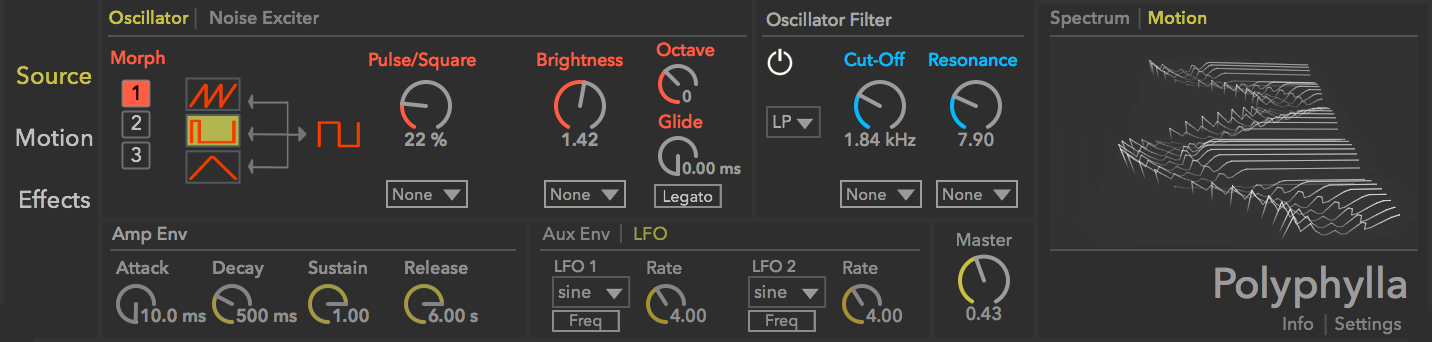 Source
Motion
Effects
Oscillator | Noise Exciter
Morph
1
2
3
Pulse/Square
22 %
None
Brightness
1.42
None
Octave
0
Glide
0.00 ms
Legato
Oscillator Filter
LP
Cut-Off
1.84 kHz
None
Resonance
7.90
None
Spectrum | Motion
Amp Env
Attack
10.0 ms
Decay
500 ms
Sustain
1.00
Release
6.00 s
Aux Env | LFO
LFO 1
sine
Freq
Rate
4.00
LFO 2
sine
Freq
Rate
4.00
Master
0.43
Polyphylla
Info | Settings